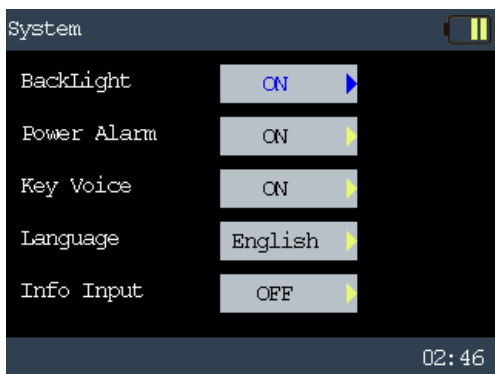 System
BackLight ON
Power Alarm ON
Key Voice ON
Language English
Info Input OFF
02:46